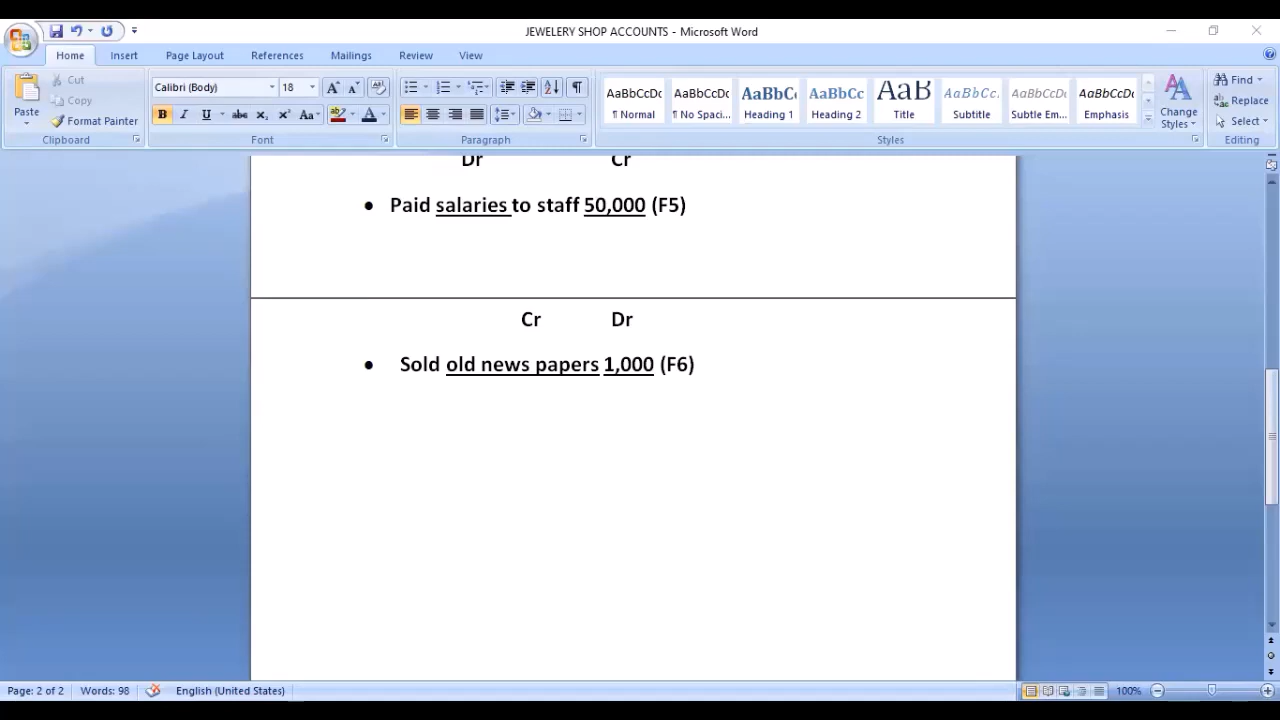 JEWELERY SHOP ACCOUNTS - Microsoft Word
Home Insert Page Layout References Mailings Review View
Cut
Copy
Format Painter
Paste
Clipboard
Calibri (Body) 18
Font
Paragraph
AaBbCcDc AaBbCcDc AaBbCc AaBbCc AaB AaBbCc. AaBbCcDc AaBbCcDc
¶ Normal ¶ No Spaci... Heading 1 Heading 2 Title Subtitle Subtle Em... Emphasis
Change Styles
Styles
Find
Replace
Select
Editing
Dr Cr
• Paid salaries to staff 50,000 (F5)
Cr Dr
• Sold old news papers 1,000 (F6)
Page: 2 of 2 Words: 98 English (United States) 100%